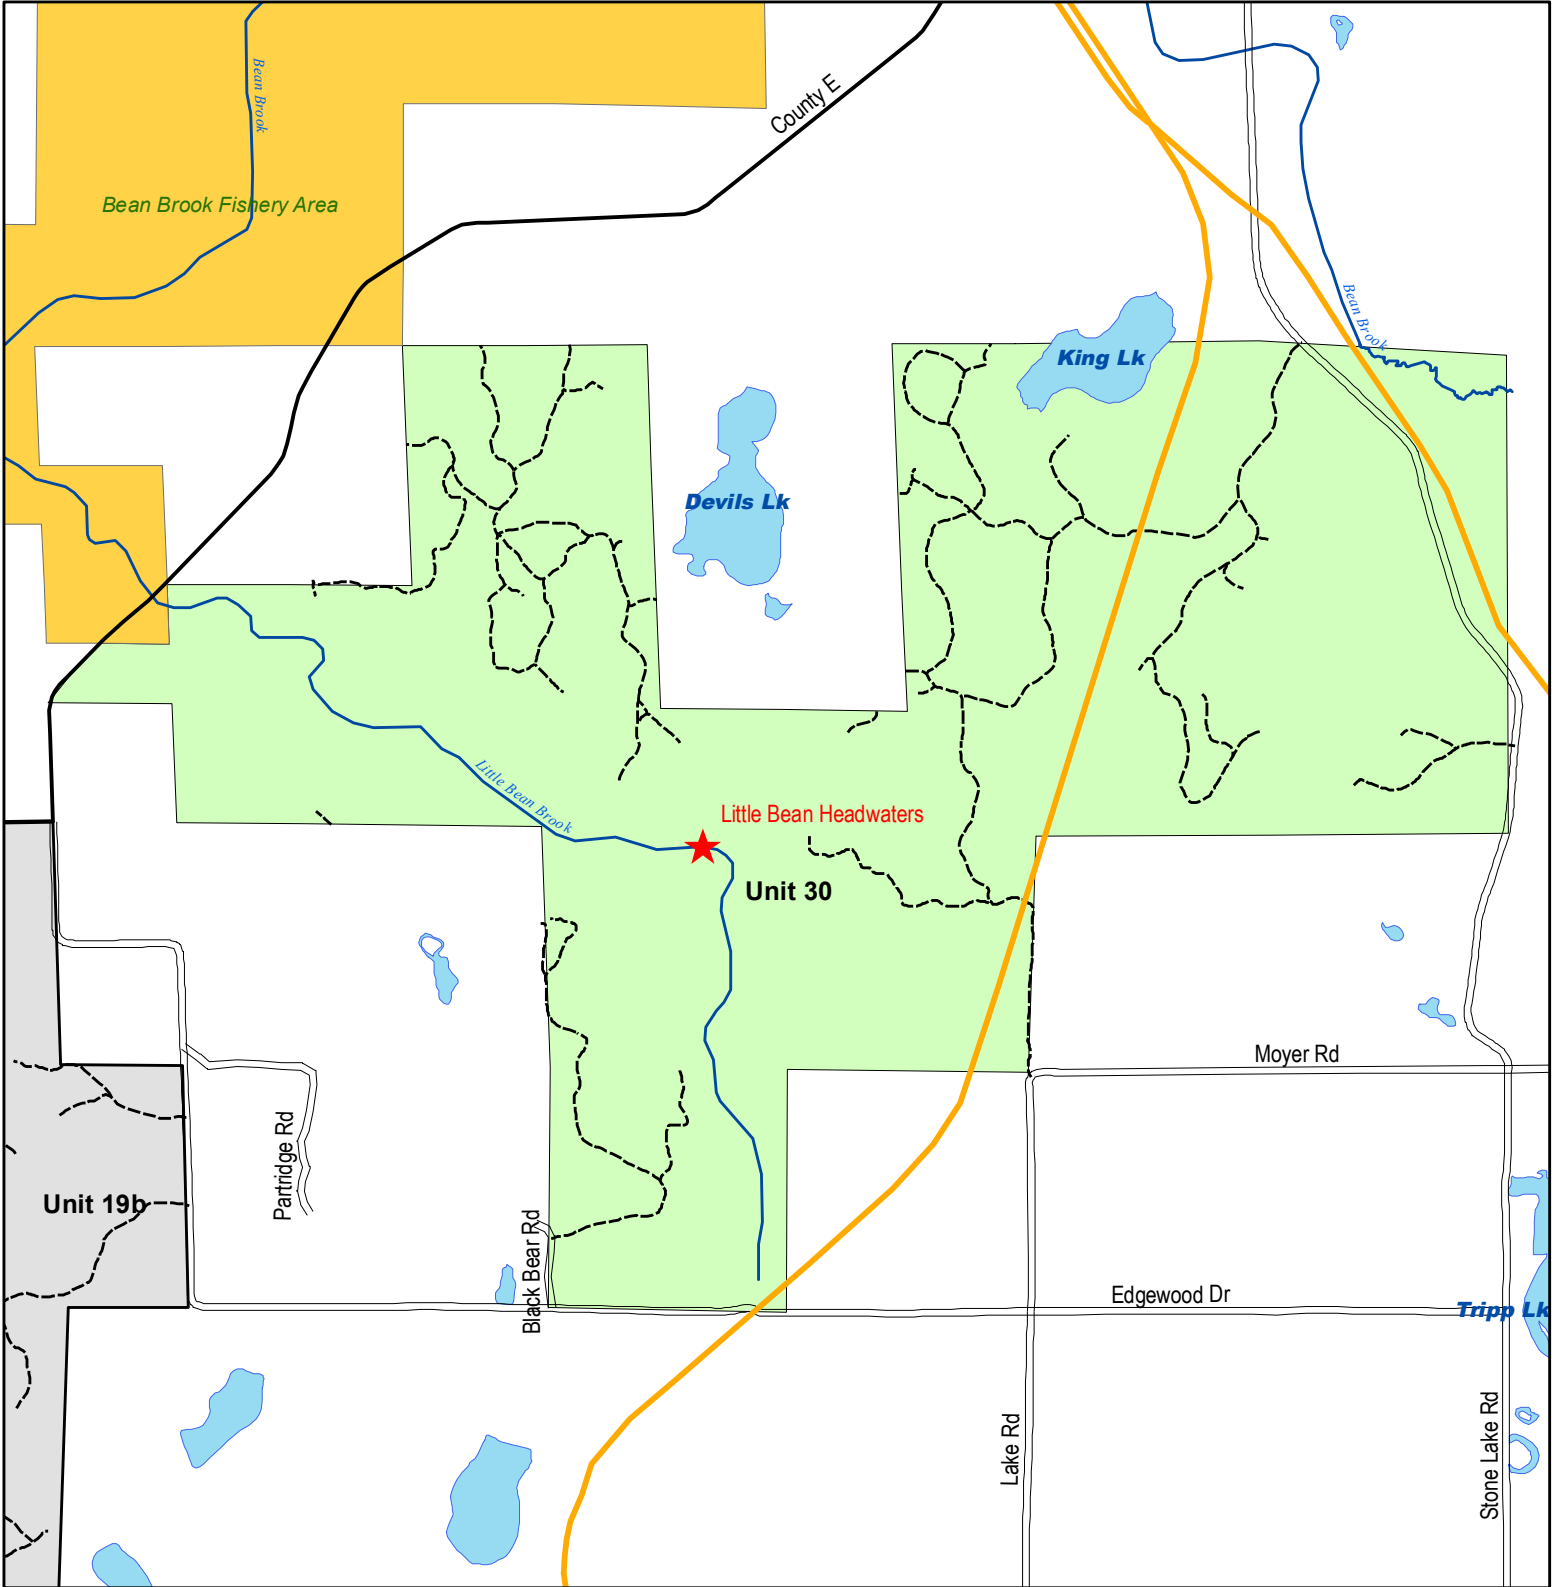 Bean Brook
County E
Bean Brook Fishery Area
Bean Brook
King Lk
Devils Lk
Little Bean Brook
Little Bean Headwaters
Unit 30
Moyer Rd
Partridge Rd
Unit 19b
Black Bear Rd
Edgewood Dr
Tripp Lk
Lake Rd
Stone Lake Rd